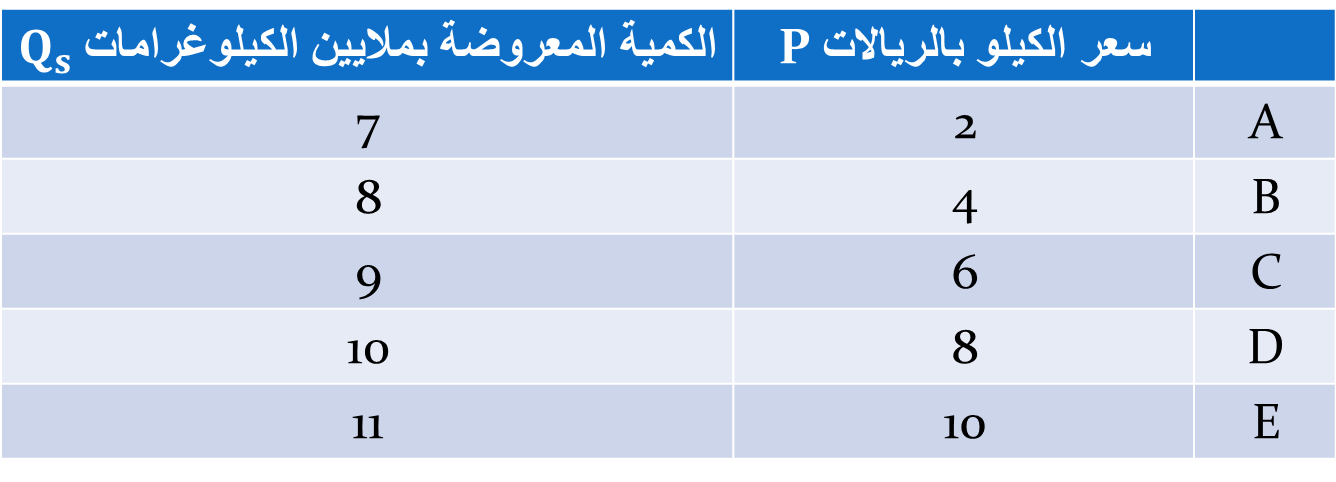 سعر الكيلو بالريالات P الكمية المعروضة بملايين الكيلوغرامات Qs
A 2 7
B 4 8
C 6 9
D 8 10
E 10 11